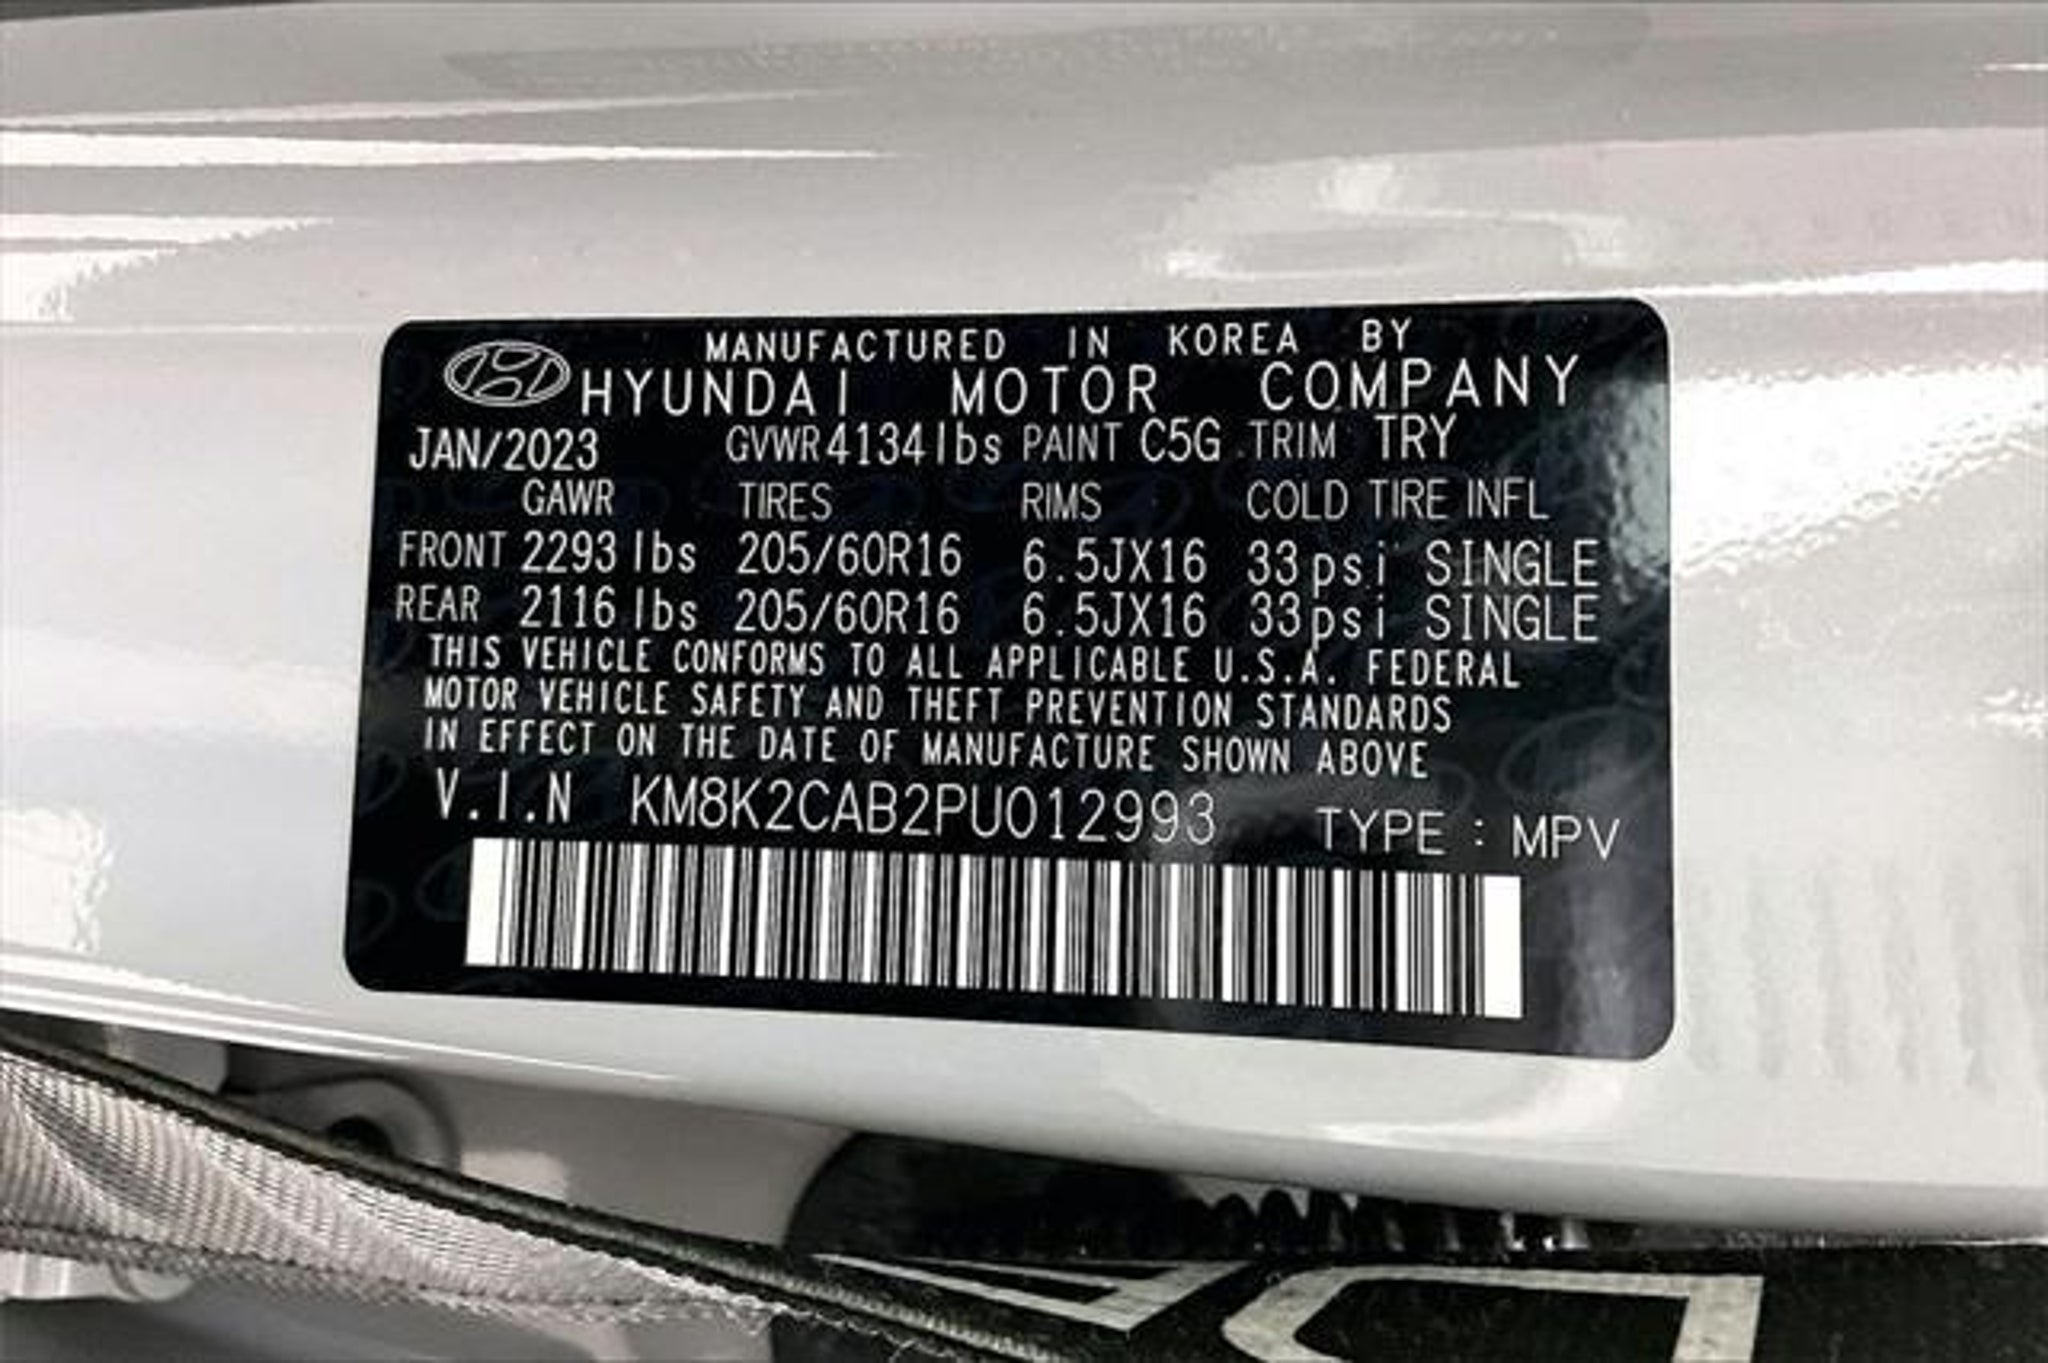 MANUFACTURED IN KOREA BY
HYUNDAI MOTOR COMPANY
JAN/2023 GVWR 4134 lbs PAINT C5G TRIM TRY
GAWR TIRES RIMS COLD TIRE INFL
FRONT 2293 lbs 205/60R16 6.5JX16 33psi SINGLE
REAR 2116 lbs 205/60R16 6.5JX16 33psi SINGLE
THIS VEHICLE CONFORMS TO ALL APPLICABLE U.S.A. FEDERAL
MOTOR VEHICLE SAFETY AND THEFT PREVENTION STANDARDS
IN EFFECT ON THE DATE OF MANUFACTURE SHOWN ABOVE
V.I.N KM8K2CAB2PU012993 TYPE : MPV